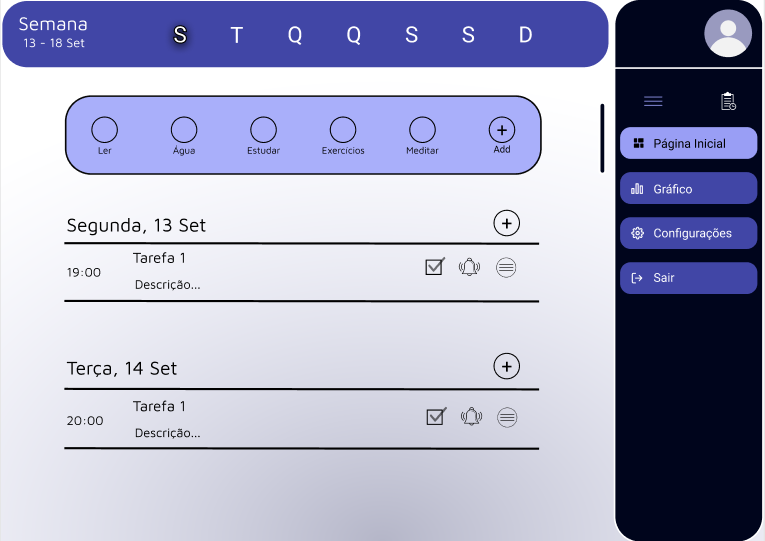 Semana
13 - 18 Set
S T Q Q S S D
Ler Água Estudar Exercícios Meditar Add
Segunda, 13 Set
19:00
Tarefa 1
Descrição...
Terça, 14 Set
20:00
Tarefa 1
Descrição...
Página Inicial
Gráfico
Configurações
Sair